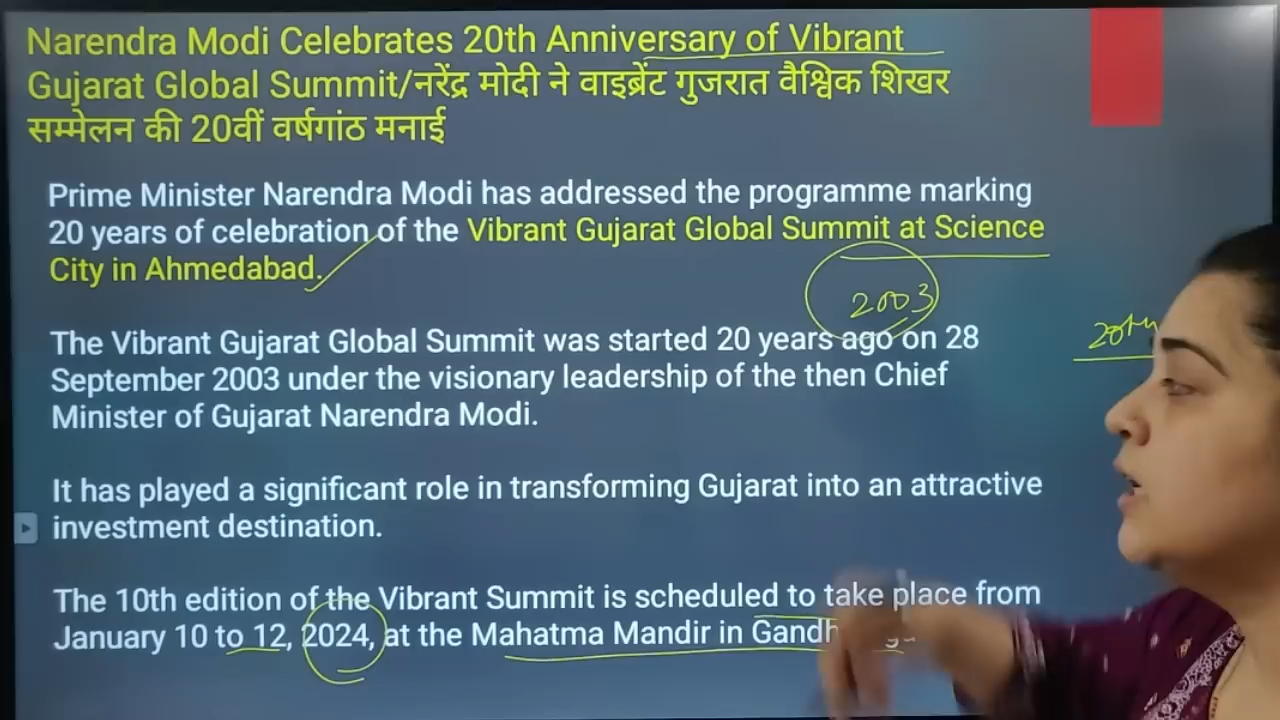 Narendra Modi Celebrates 20th Anniversary of Vibrant
Gujarat Global Summit/नरेंद्र मोदी ने वाइब्रेंट गुजरात वैश्विक शिखर
सम्मेलन की 20वीं वर्षगांठ मनाई
Prime Minister Narendra Modi has addressed the programme marking
20 years of celebration of the Vibrant Gujarat Global Summit at Science
City in Ahmedabad.
2003
The Vibrant Gujarat Global Summit was started 20 years ago on 28
20th
September 2003 under the visionary leadership of the then Chief
Minister of Gujarat Narendra Modi.
It has played a significant role in transforming Gujarat into an attractive
investment destination.
The 10th edition of the Vibrant Summit is scheduled to take place from
January 10 to 12, 2024, at the Mahatma Mandir in